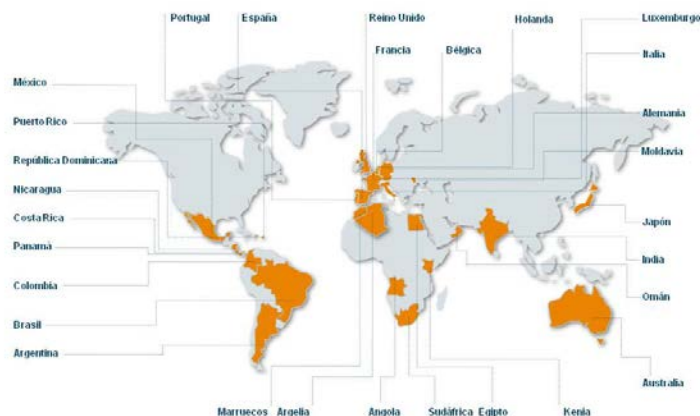 Portugal
España
Reino Unido
Holanda
Luxemburgo
Francia
Bélgica
Italia
México
Alemania
Puerto Rico
Moldavia
República Dominicana
Nicaragua
Costa Rica
Japón
Panamá
India
Colombia
Omán
Brasil
Argentina
Australia
Marruecos
Argelia
Angola
Sudáfrica
Egipto
Kenia